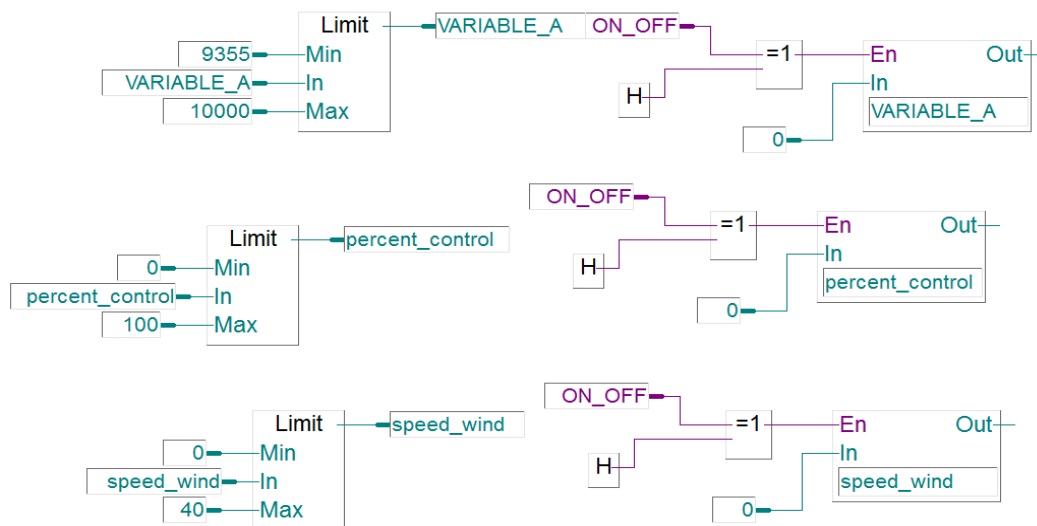 Limit VARIABLE_A ON_OFF
9355 Min =1 En Out
VARIABLE_A In H In
10000 Max VARIABLE_A
0
ON_OFF
Limit percent_control =1 En Out
0 Min H In
percent_control In percent_control
100 Max 0
ON_OFF
Limit speed_wind =1 En Out
0 Min H In
speed_wind In speed_wind
40 Max 0